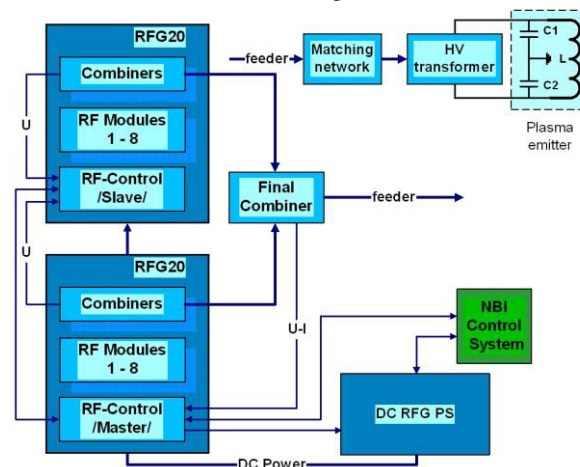 RFG20
Combiners
RF Modules
1 - 8
RF-Control
/Slave/
U
U
feeder
Matching
network
HV
transformer
C1
L
C2
Plasma
emitter
Final
Combiner
feeder
RFG20
Combiners
RF Modules
1 - 8
RF-Control
/Master/
U-I
NBI
Control
System
DC RFG PS
DC Power